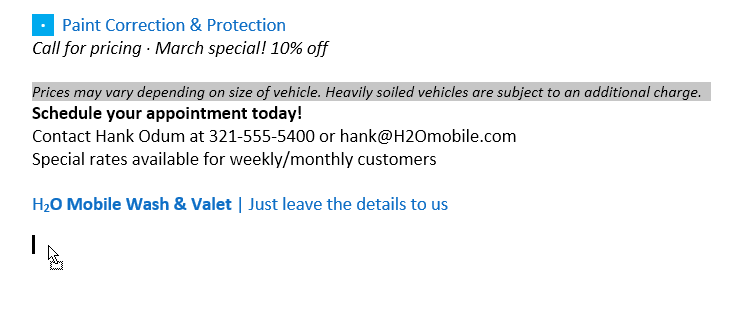 Paint Correction & Protection
Call for pricing · March special! 10% off
Prices may vary depending on size of vehicle. Heavily soiled vehicles are subject to an additional charge.
Schedule your appointment today!
Contact Hank Odum at 321-555-5400 or hank@H2Omobile.com
Special rates available for weekly/monthly customers
H₂O Mobile Wash & Valet | Just leave the details to us